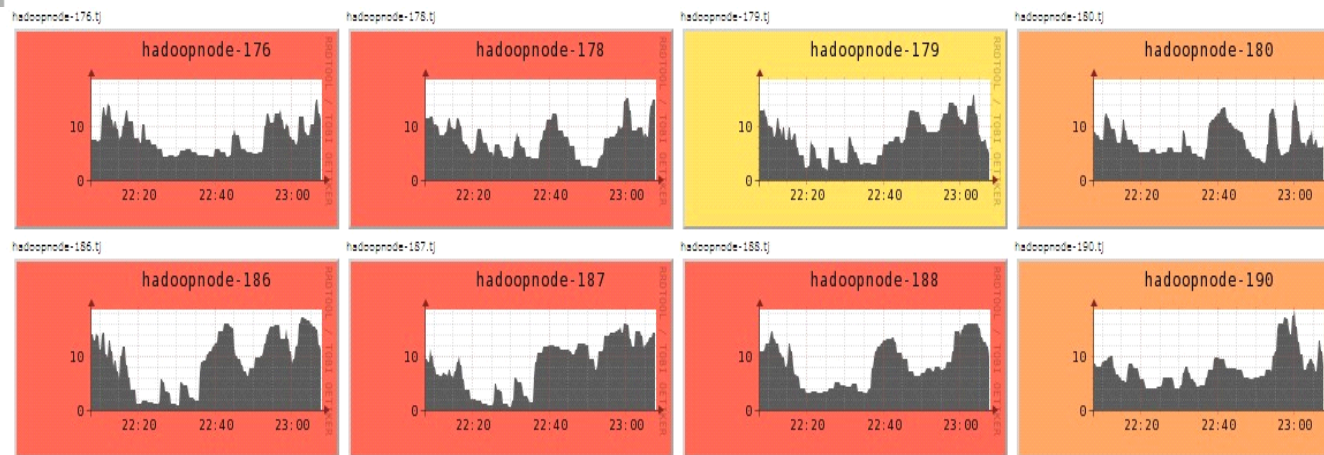 hadoopnode-176.tj
hadoopnode-178.tj
hadoopnode-179.tj
hadoopnode-180.tj
hadoopnode-176
hadoopnode-178
hadoopnode-179
hadoopnode-180
RRDTOOL / TOBI OETIKER
RRDTOOL / TOBI OETIKER
RRDTOOL / TOBI OETIKER
10
10
10
10
0
0
0
0
22:20 22:40 23:00
22:20 22:40 23:00
22:20 22:40 23:00
22:20 22:40 23:00
hadoopnode-186.tj
hadoopnode-187.tj
hadoopnode-188.tj
hadoopnode-190.tj
hadoopnode-186
hadoopnode-187
hadoopnode-188
hadoopnode-190
RRDTOOL / TOBI OETIKER
RRDTOOL / TOBI OETIKER
RRDTOOL / TOBI OETIKER
10
10
10
10
0
0
0
0
22:20 22:40 23:00
22:20 22:40 23:00
22:20 22:40 23:00
22:20 22:40 23:00